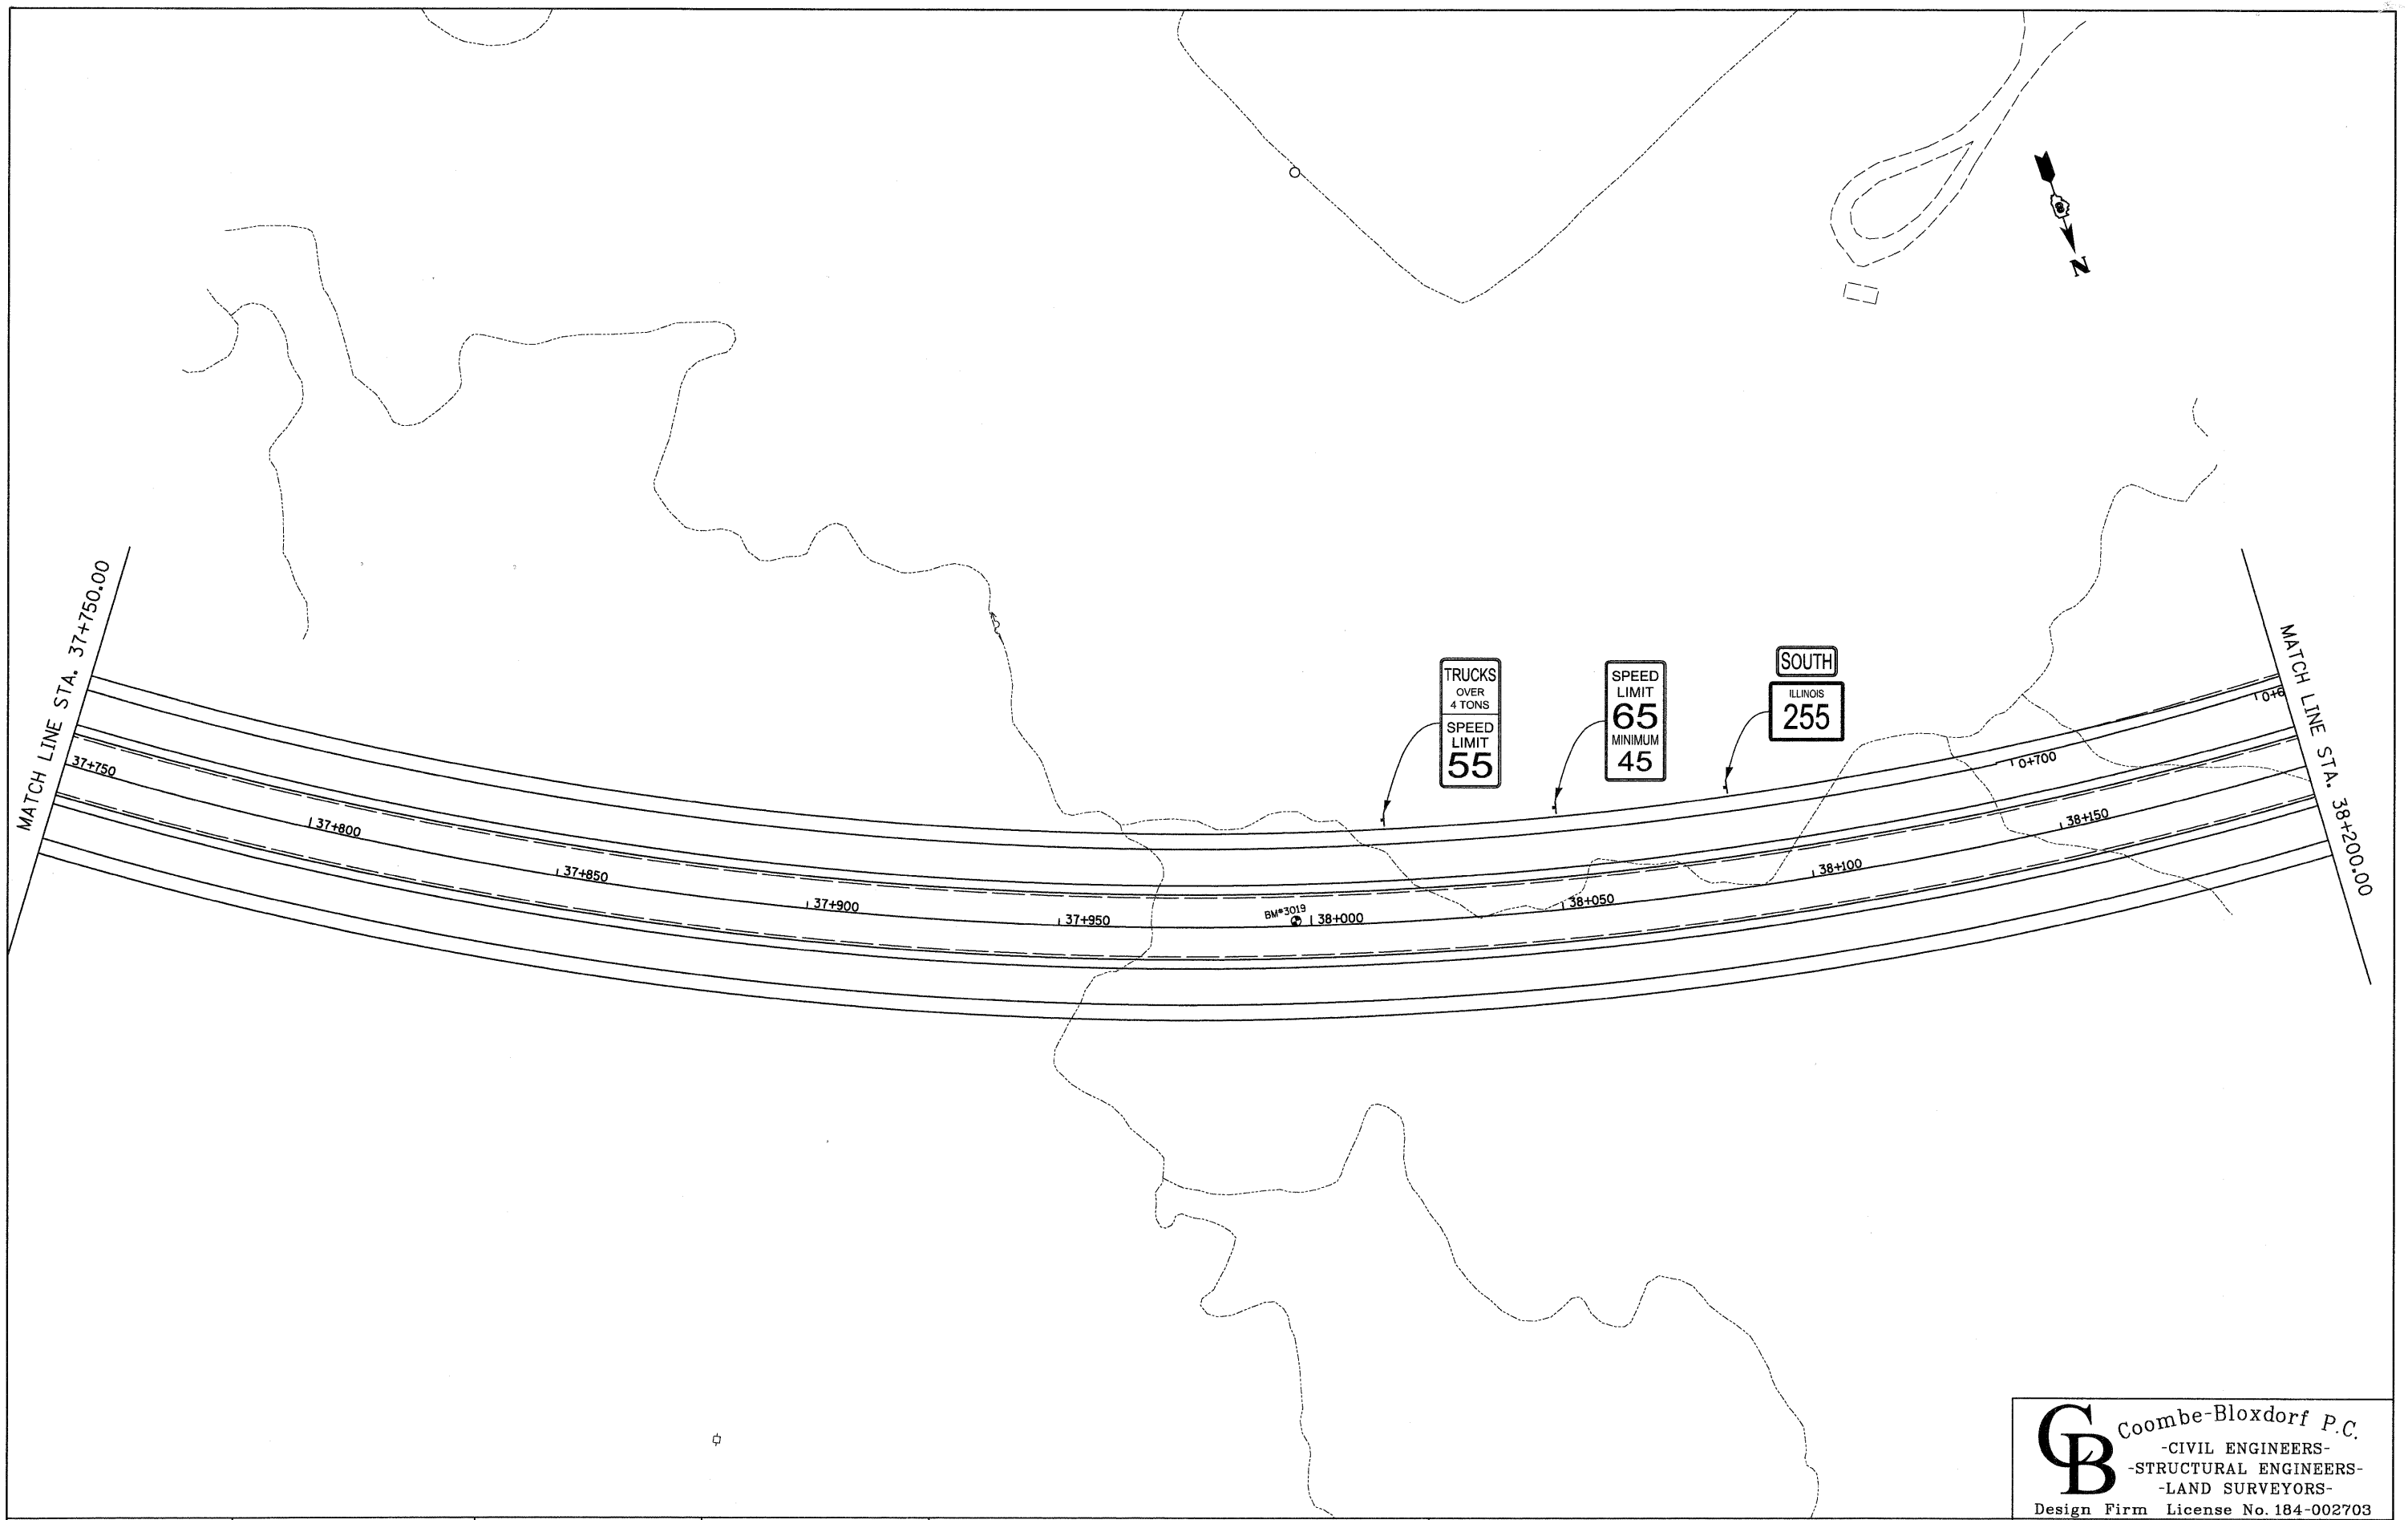 N
MATCH LINE STA. 37+750.00
MATCH LINE STA. 38+200.00
TRUCKS
OVER
4 TONS
SPEED
LIMIT
55
SPEED
LIMIT
65
MINIMUM
45
SOUTH
ILLINOIS
255
0+6
0+700
37+750
37+800
37+850
37+900
37+950
BM#3019
38+000
38+050
38+100
38+150
CB
Coombe-Bloxdorf P.C.
-CIVIL ENGINEERS-
-STRUCTURAL ENGINEERS-
-LAND SURVEYORS-
Design Firm License No. 184-002703